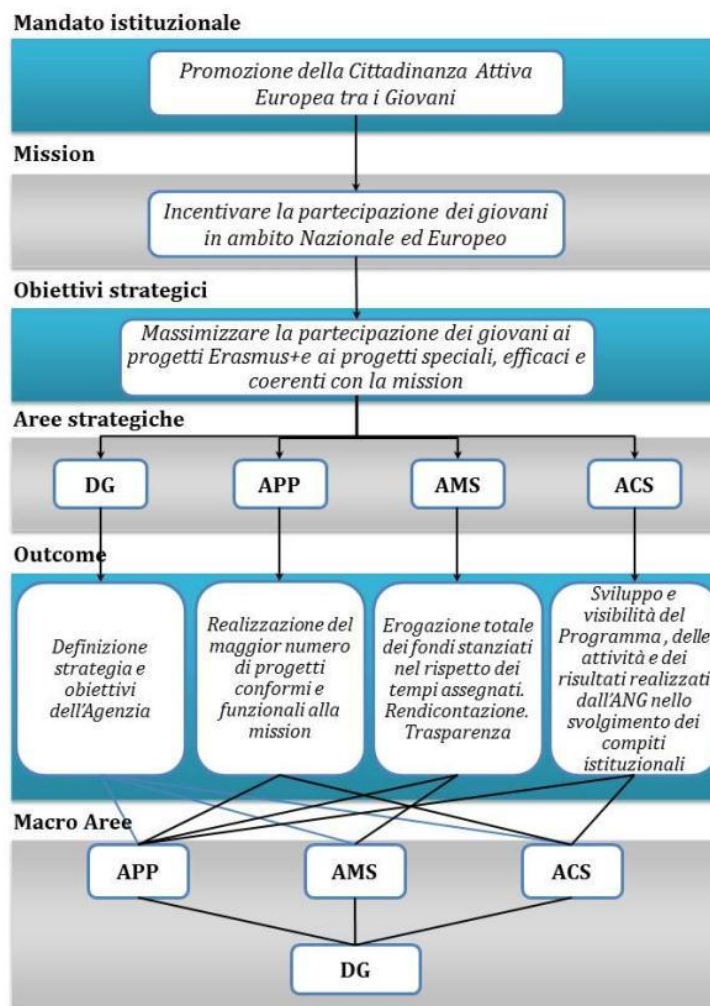 Mandato istituzionale
Promozione della Cittadinanza Attiva
Europea tra i Giovani
Mission
Incentivare la partecipazione dei giovani
in ambito Nazionale ed Europeo
Obiettivi strategici
Massimizzare la partecipazione dei giovani ai
progetti Erasmus+e ai progetti speciali, efficaci e
coerenti con la mission
Aree strategiche
DG
APP
AMS
ACS
Outcome
Definizione
strategia e
obiettivi
dell'Agenzia
Realizzazione del
maggior numero
di progetti
conformi e
funzionali alla
mission
Erogazione totale
dei fondi stanziati
nel rispetto dei
tempi assegnati.
Rendicontazione.
Trasparenza
Sviluppo e
visibilità del
Programma , delle
attività e dei
risultati realizzati
dall'ANG nello
svolgimento dei
compiti
istituzionali
Macro Aree
APP
AMS
ACS
DG